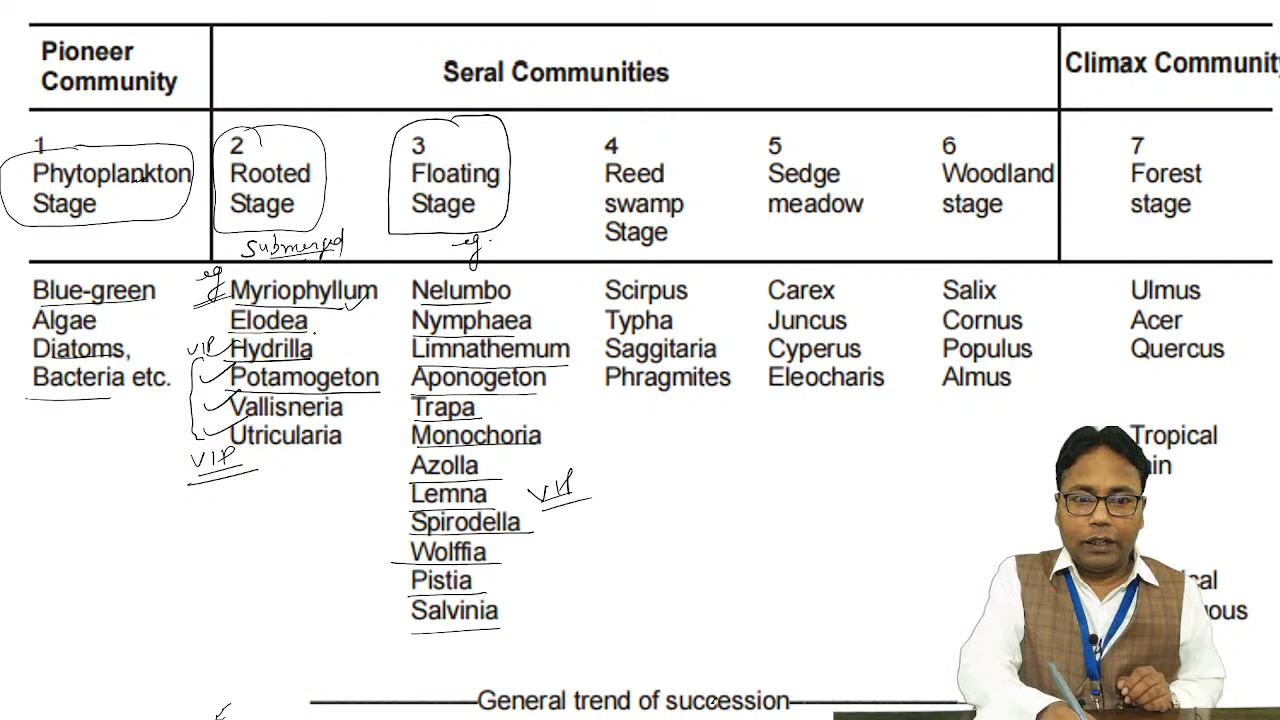 Pioneer
Community
Seral Communities
Climax Community
1
Phytoplankton
Stage
2
Rooted
Stage
submerged
3
Floating
Stage
eg.
4
Reed
swamp
Stage
5
Sedge
meadow
6
Woodland
stage
7
Forest
stage
Blue-green
Algae
Diatoms,
Bacteria etc.
eg
Myriophyllum
Elodea
VIP Hydrilla
Potamogeton
Vallisneria
Utricularia
VIP
Nelumbo
Nymphaea
Limnathemum
Aponogeton
Trapa
Monochoria
Azolla
Lemna
Spirodella
Wolffia
Pistia
Salvinia
Scirpus
Typha
Saggitaria
Phragmites
Carex
Juncus
Cyperus
Eleocharis
Salix
Cornus
Populus
Almus
Ulmus
Acer
Quercus
Tropical
General trend of succession